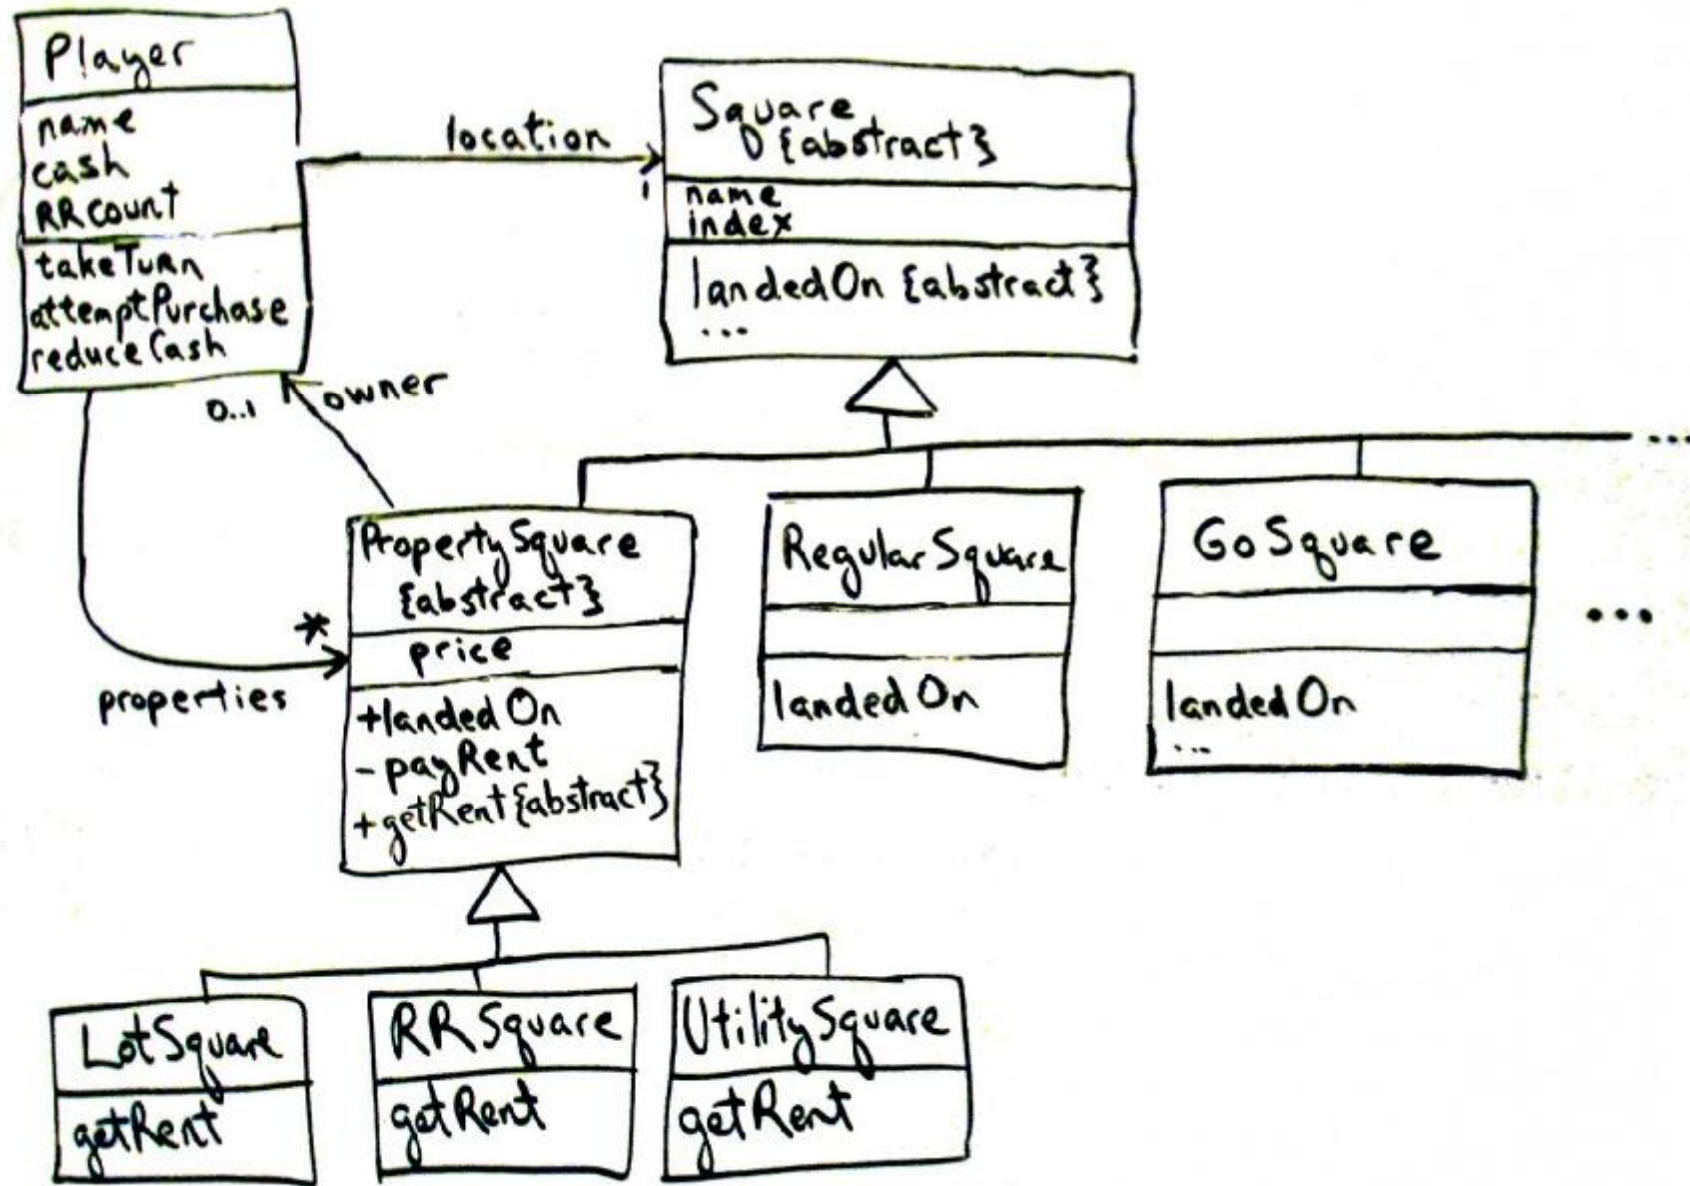 Player
name
cash
RRcount
takeTurn
attemptPurchase
reduceCash
location
1
Square
{abstract}
name
index
landedOn {abstract}
...
0..1
owner
...
*
properties
PropertySquare
{abstract}
price
+landedOn
- payRent
+getRent{abstract}
RegularSquare
landedOn
GoSquare
landedOn
...
...
LotSquare
getRent
RRSquare
getRent
UtilitySquare
getRent